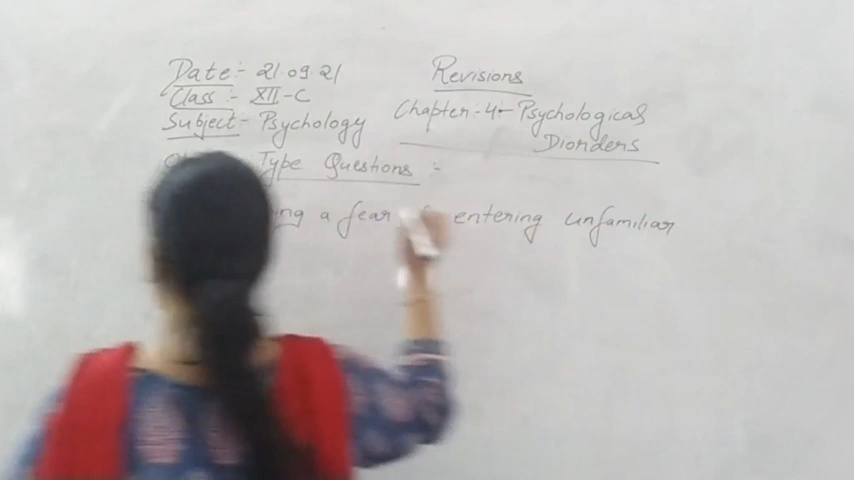 Date:- 21.09.21
Revisions
Class :- XII-C
Chapter-4:- Psychological
Subject - Psychology
Disorders
Type Questions :-
a fear entering unfamiliar